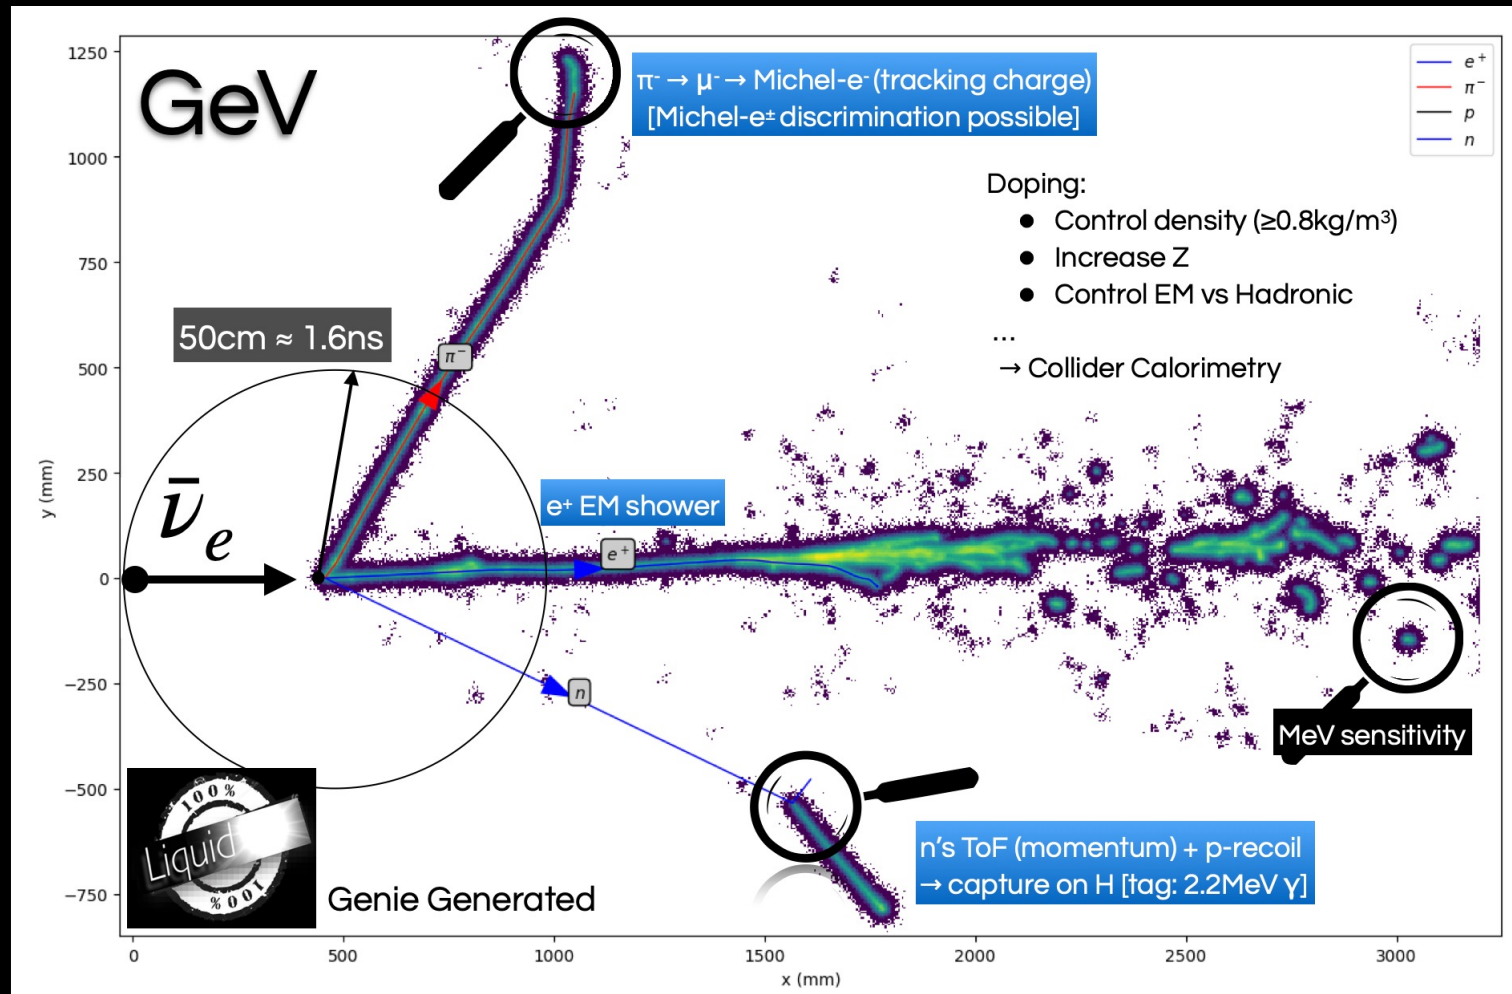 GeV
π⁻ → μ⁻ → Michel-e⁻ (tracking charge)
[Michel-e± discrimination possible]
e⁺
π⁻
p
n
Doping:
● Control density (≥0.8kg/m³)
● Increase Z
● Control EM vs Hadronic
...
→ Collider Calorimetry
50cm ≈ 1.6ns
π⁻
ν̄ₑ
e⁺ EM shower
e⁺
n
MeV sensitivity
n's ToF (momentum) + p-recoil
→ capture on H [tag: 2.2MeV γ]
100%
Liquid
100%
Genie Generated
y (mm)
1250
1000
750
500
250
0
−250
−500
−750
0
500
1000
1500
2000
2500
3000
x (mm)